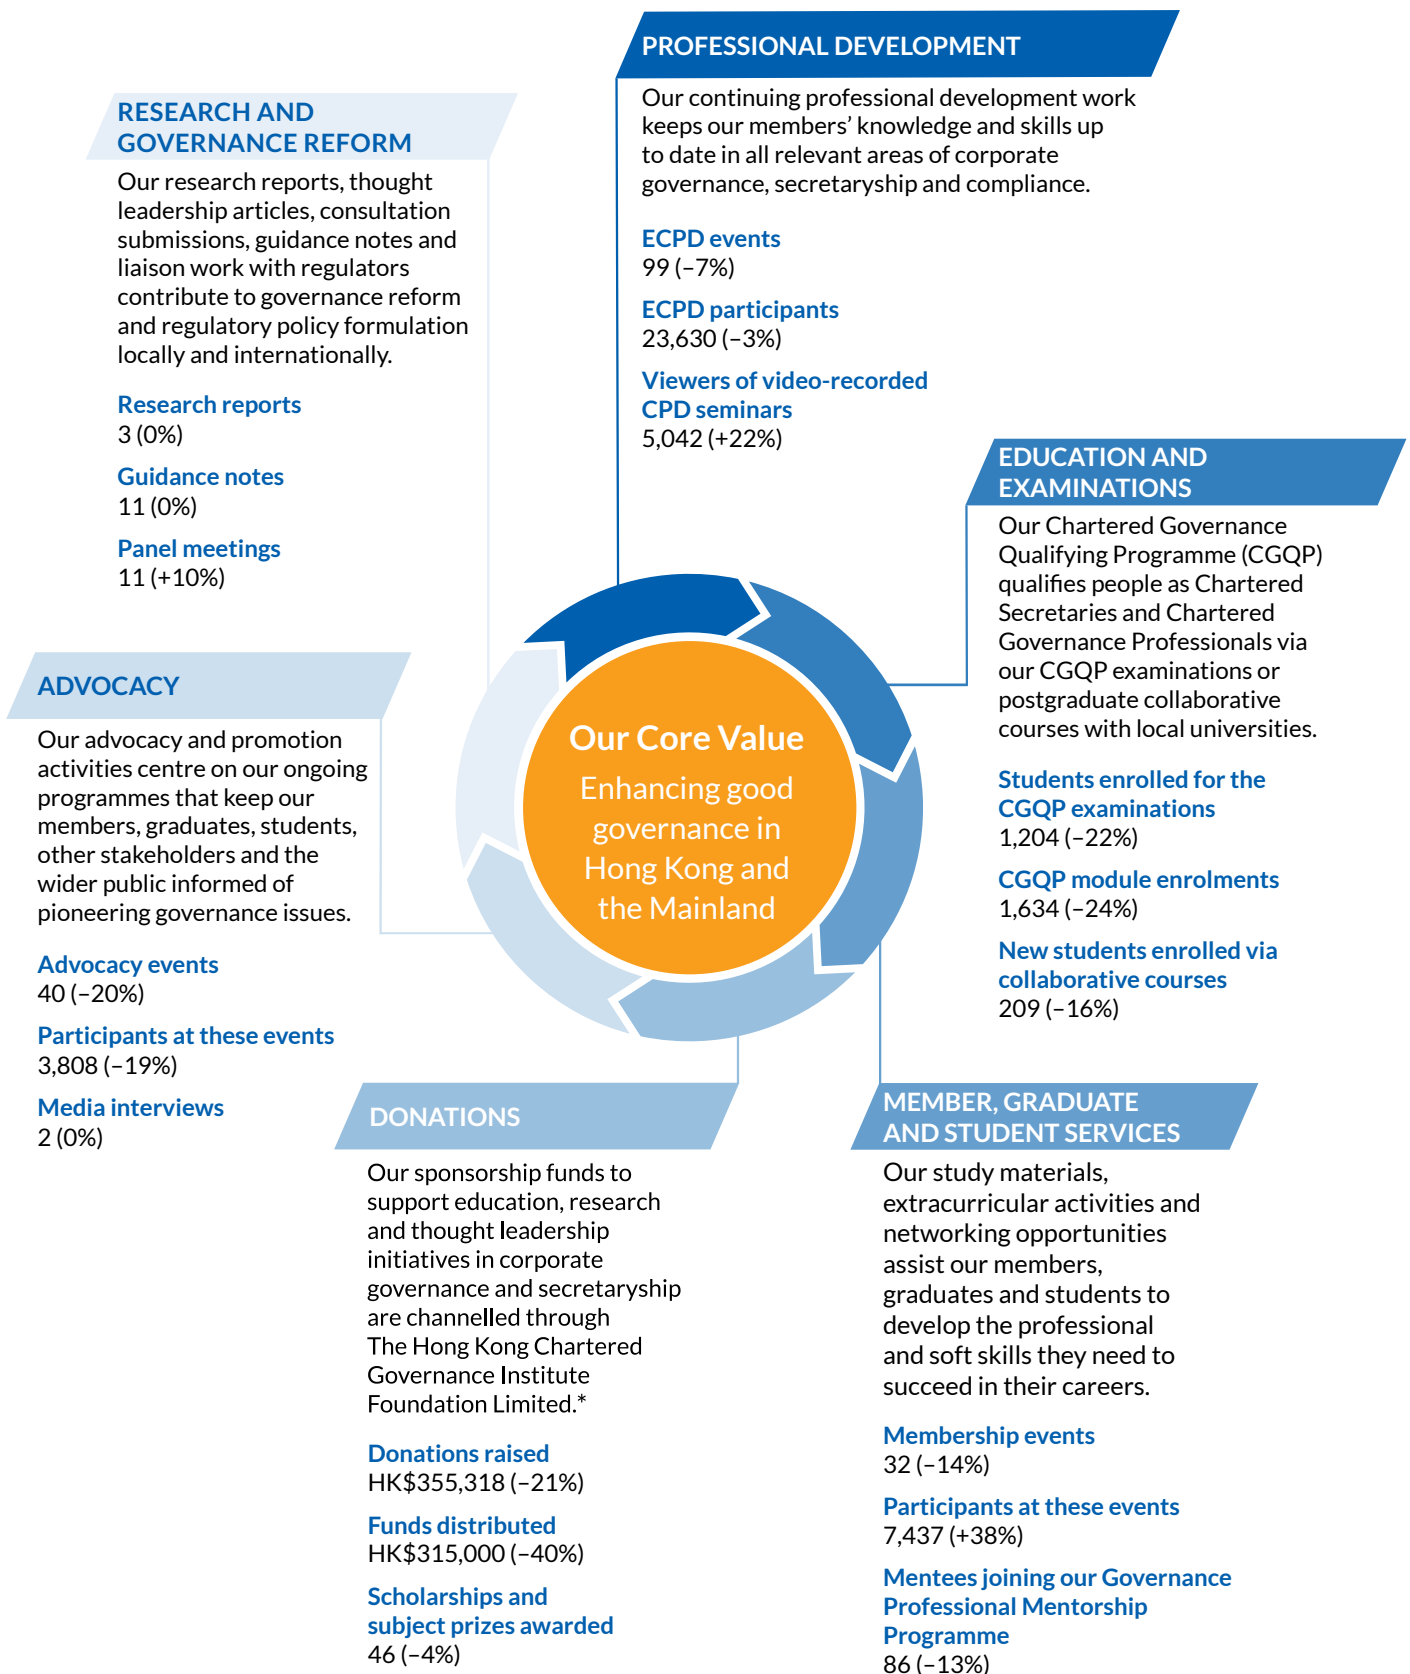 PROFESSIONAL DEVELOPMENT
Our continuing professional development work
keeps our members’ knowledge and skills up
to date in all relevant areas of corporate
governance, secretaryship and compliance.
ECPD events
99 (–7%)
ECPD participants
23,630 (–3%)
Viewers of video-recorded
CPD seminars
5,042 (+22%)
RESEARCH AND
GOVERNANCE REFORM
Our research reports, thought
leadership articles, consultation
submissions, guidance notes and
liaison work with regulators
contribute to governance reform
and regulatory policy formulation
locally and internationally.
Research reports
3 (0%)
Guidance notes
11 (0%)
Panel meetings
11 (+10%)
EDUCATION AND
EXAMINATIONS
Our Chartered Governance
Qualifying Programme (CGQP)
qualifies people as Chartered
Secretaries and Chartered
Governance Professionals via
our CGQP examinations or
postgraduate collaborative
courses with local universities.
Students enrolled for the
CGQP examinations
1,204 (–22%)
CGQP module enrolments
1,634 (–24%)
New students enrolled via
collaborative courses
209 (–16%)
Our Core Value
Enhancing good
governance in
Hong Kong and
the Mainland
ADVOCACY
Our advocacy and promotion
activities centre on our ongoing
programmes that keep our
members, graduates, students,
other stakeholders and the
wider public informed of
pioneering governance issues.
Advocacy events
40 (–20%)
Participants at these events
3,808 (–19%)
Media interviews
2 (0%)
DONATIONS
Our sponsorship funds to
support education, research
and thought leadership
initiatives in corporate
governance and secretaryship
are channelled through
The Hong Kong Chartered
Governance Institute
Foundation Limited.*
Donations raised
HK$355,318 (–21%)
Funds distributed
HK$315,000 (–40%)
Scholarships and
subject prizes awarded
46 (–4%)
MEMBER, GRADUATE
AND STUDENT SERVICES
Our study materials,
extracurricular activities and
networking opportunities
assist our members,
graduates and students to
develop the professional
and soft skills they need to
succeed in their careers.
Membership events
32 (–14%)
Participants at these events
7,437 (+38%)
Mentees joining our Governance
Professional Mentorship
Programme
86 (–13%)